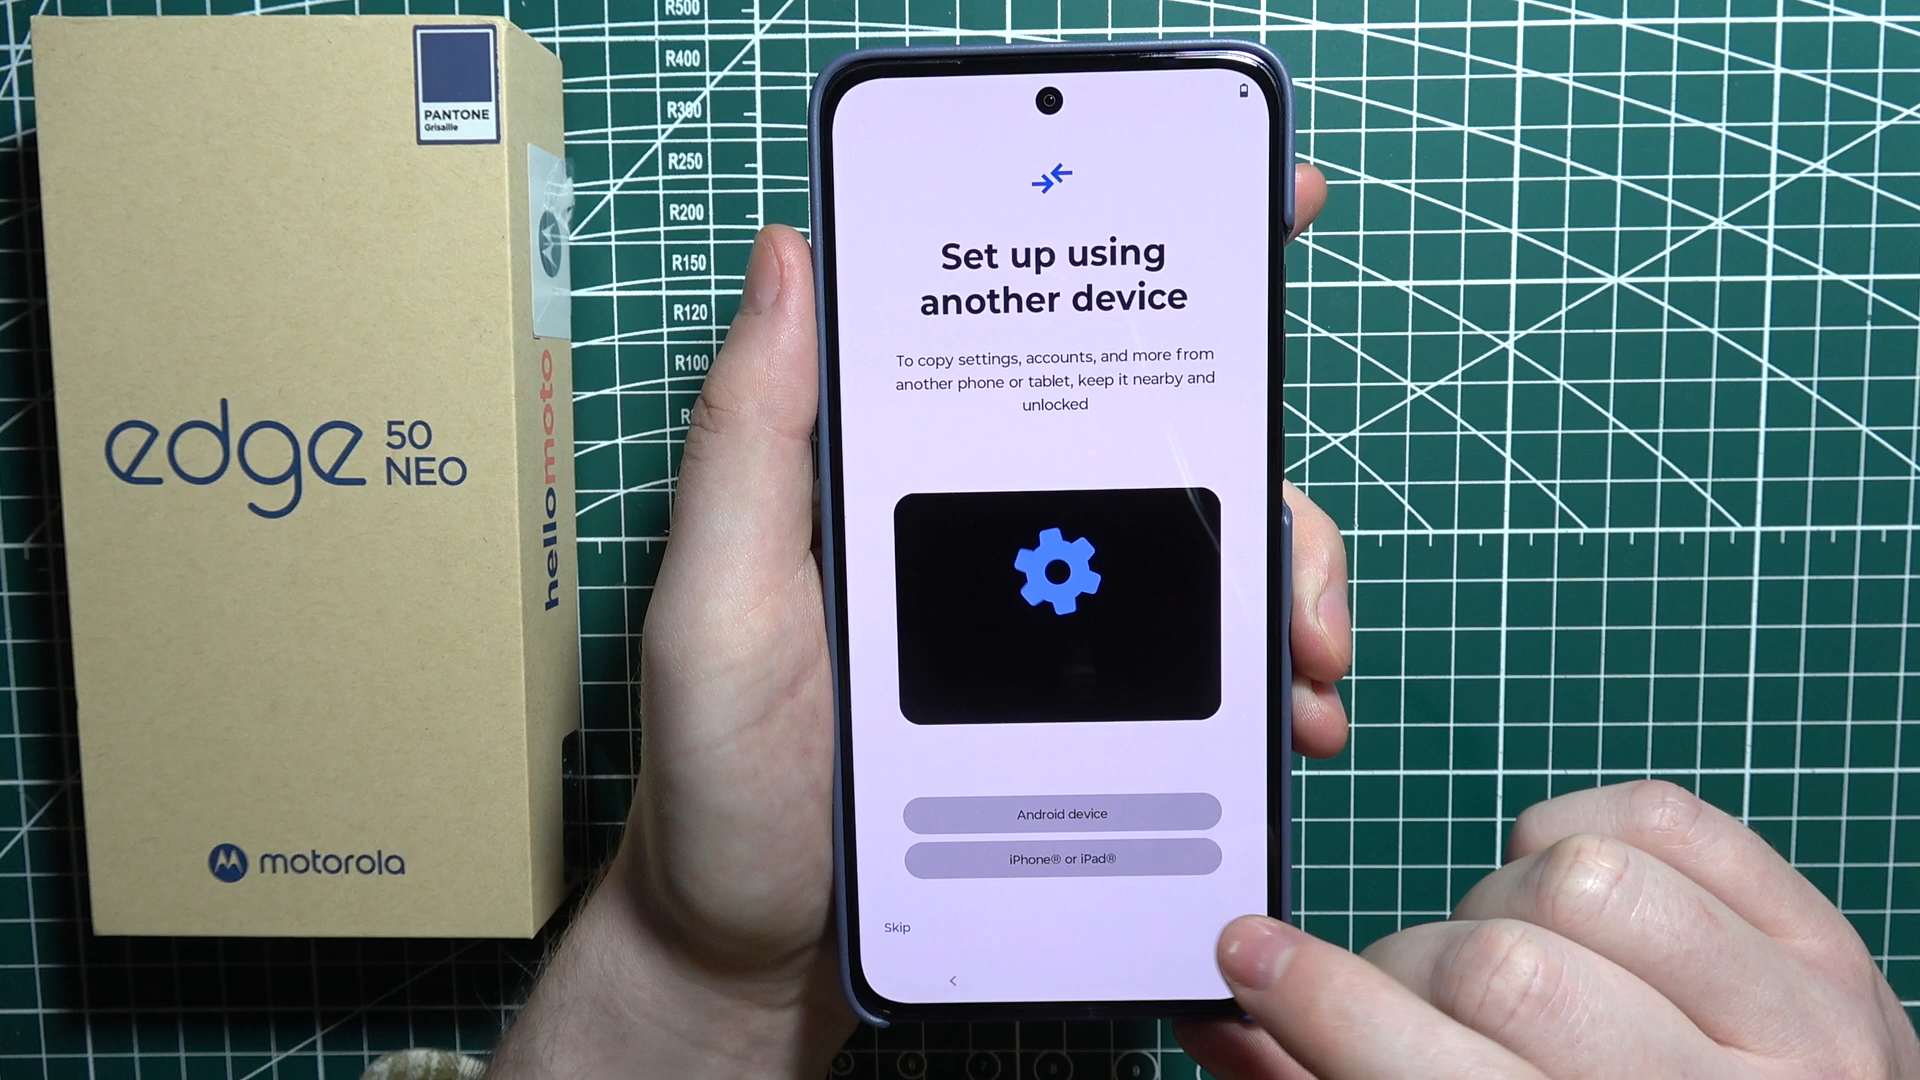 PANTONE
Grisaille
edge 50
NEO
hellomoto
motorola
R500
R400
R300
R250
R200
R150
R120
R100
Set up using
another device
To copy settings, accounts, and more from
another phone or tablet, keep it nearby and
unlocked
Android device
iPhone® or iPad®
Skip